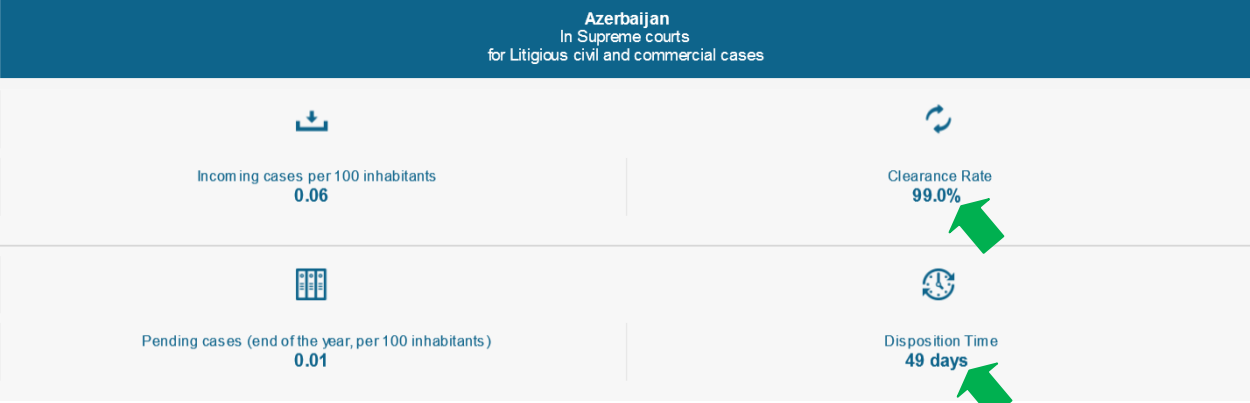 Azerbaijan
In Supreme courts
for Litigious civil and commercial cases
Incoming cases per 100 inhabitants
0.06
Clearance Rate
99.0%
Pending cases (end of the year, per 100 inhabitants)
0.01
Disposition Time
49 days